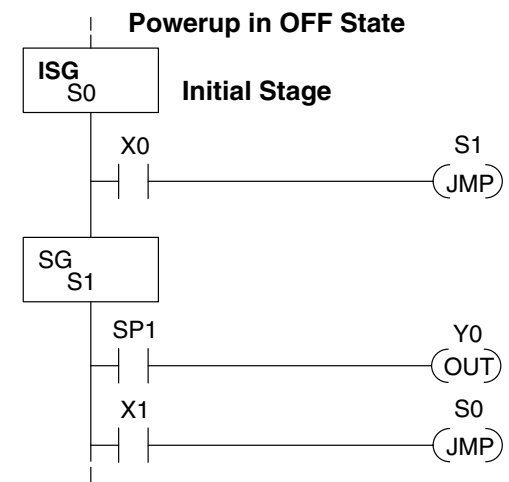 Powerup in OFF State
ISG
S0
Initial Stage
X0
S1
JMP
SG
S1
SP1
Y0
OUT
X1
S0
JMP